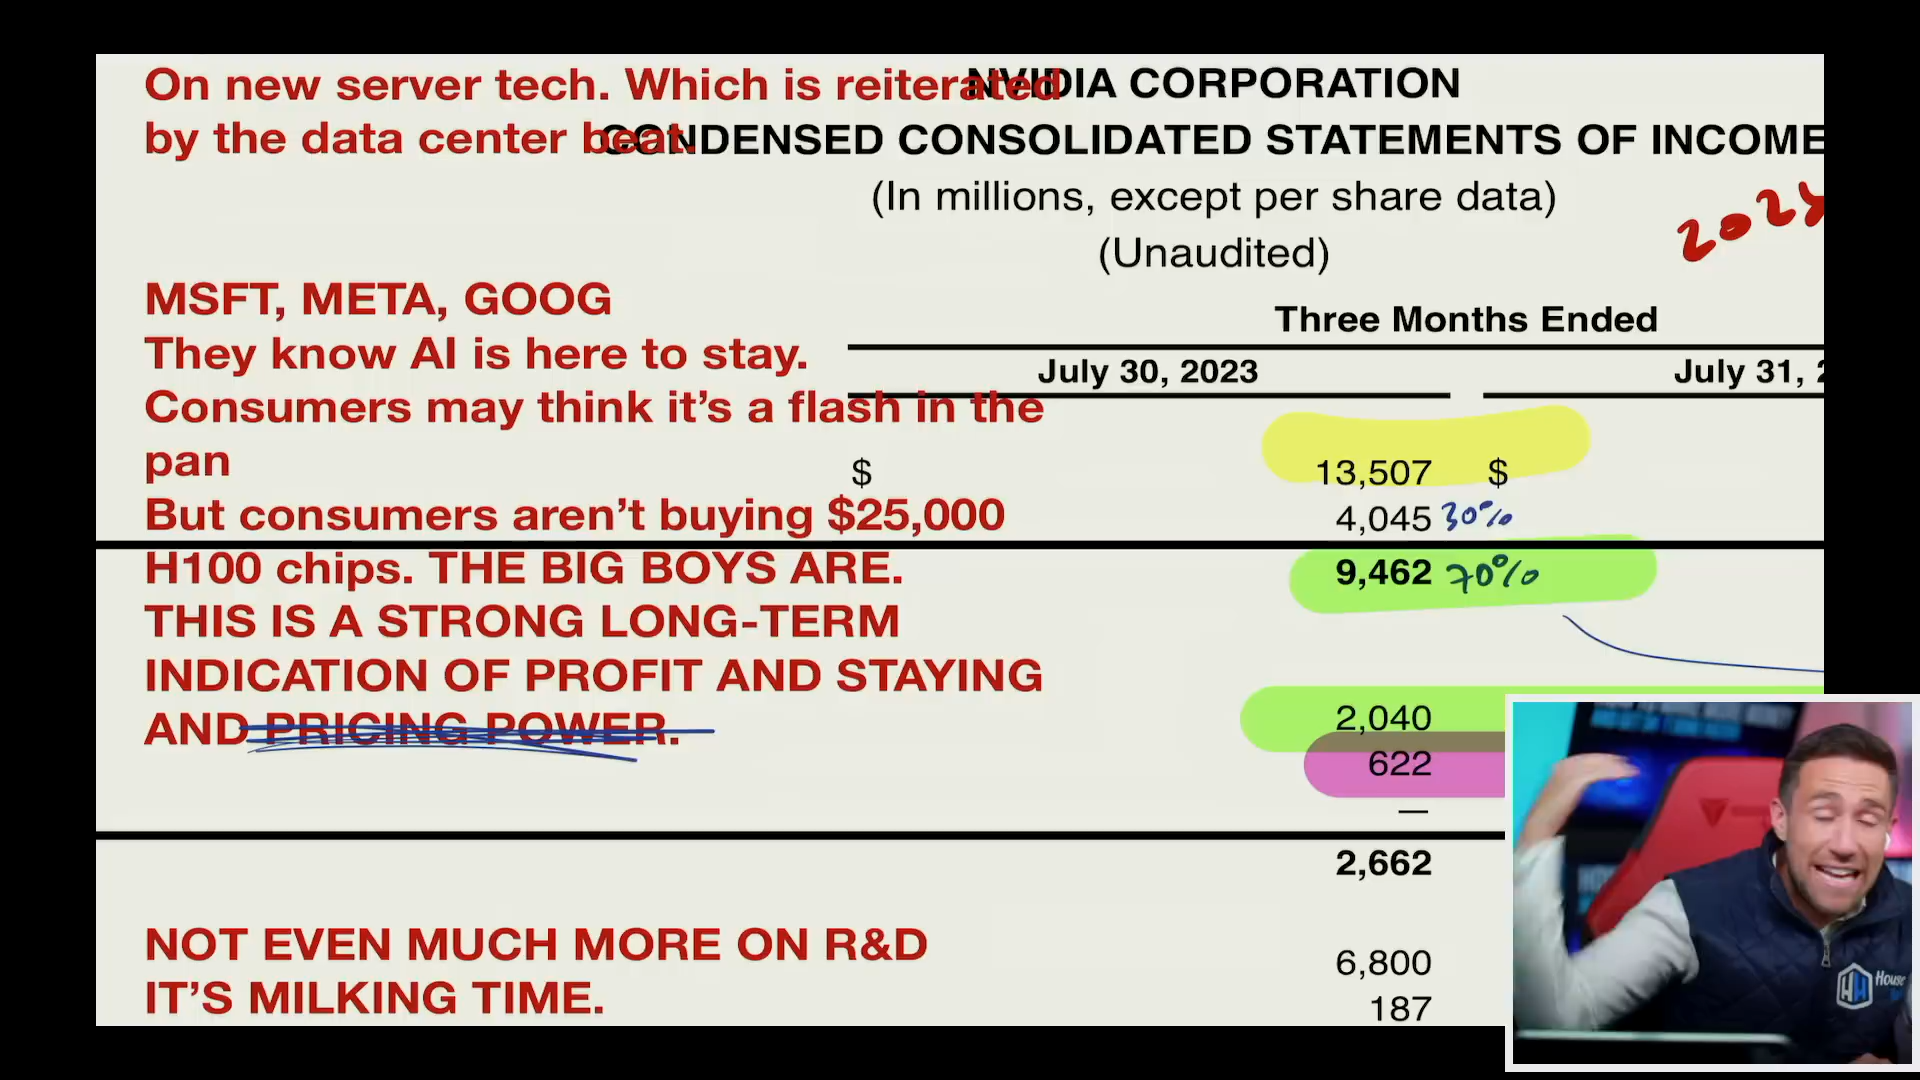 On new server tech. Which is reiterated
by the data center beat.
NVIDIA CORPORATION
CONDENSED CONSOLIDATED STATEMENTS OF INCOME
(In millions, except per share data)
(Unaudited)
MSFT, META, GOOG
They know AI is here to stay.
Consumers may think it's a flash in the
pan
But consumers aren't buying $25,000
H100 chips. THE BIG BOYS ARE.
THIS IS A STRONG LONG-TERM
INDICATION OF PROFIT AND STAYING
AND PRICING POWER.
NOT EVEN MUCH MORE ON R&D
IT'S MILKING TIME.
Three Months Ended
July 30, 2023 July 31, 2
$ 13,507 $
4,045 30%
9,462 70%
2,040
622
—
2,662
6,800
187
House